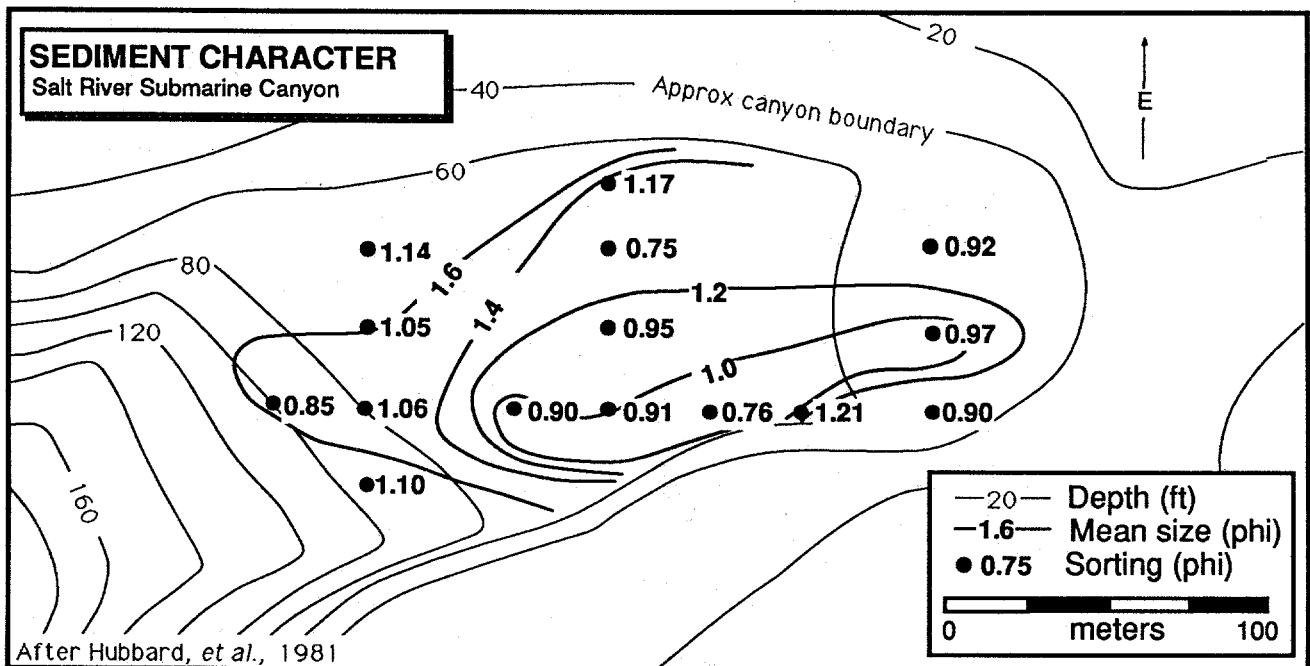 SEDIMENT CHARACTER
Salt River Submarine Canyon
20
40
Approx canyon boundary
E
60
1.17
1.14
0.75
0.92
80
1.6
1.2
1.4
120
1.05
0.95
0.97
1.0
0.85
1.06
0.90
0.91
0.76
1.21
0.90
160
1.10
20 Depth (ft)
1.6 Mean size (phi)
0.75 Sorting (phi)
0 meters 100
After Hubbard, et al., 1981